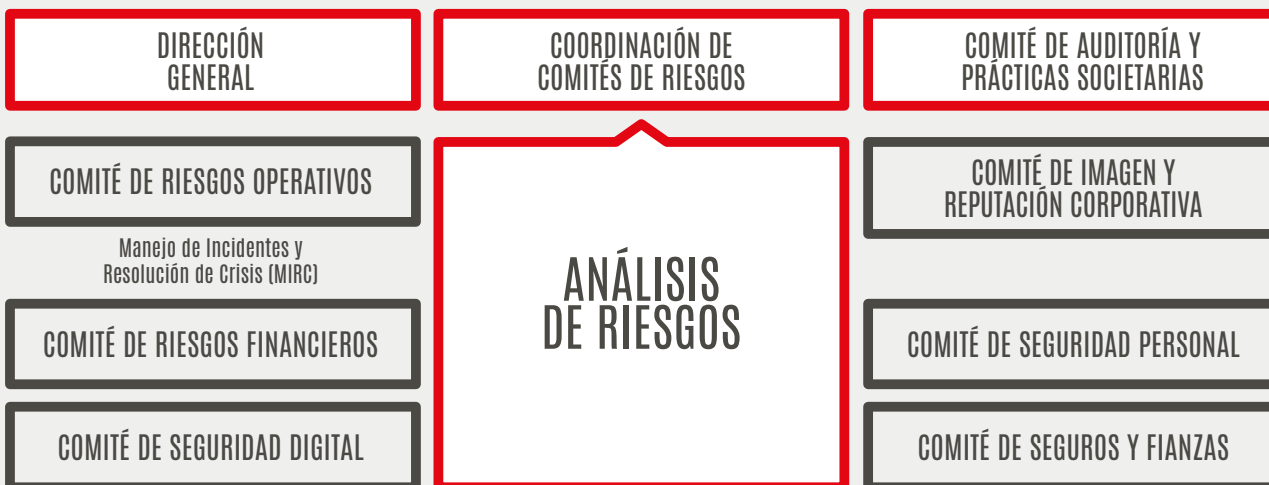 DIRECCIÓN
GENERAL
COORDINACIÓN DE
COMITÉS DE RIESGOS
COMITÉ DE AUDITORÍA Y
PRÁCTICAS SOCIETARIAS
COMITÉ DE RIESGOS OPERATIVOS
Manejo de Incidentes y
Resolución de Crisis (MIRC)
COMITÉ DE RIESGOS FINANCIEROS
COMITÉ DE SEGURIDAD DIGITAL
ANÁLISIS
DE RIESGOS
COMITÉ DE IMAGEN Y
REPUTACIÓN CORPORATIVA
COMITÉ DE SEGURIDAD PERSONAL
COMITÉ DE SEGUROS Y FIANZAS